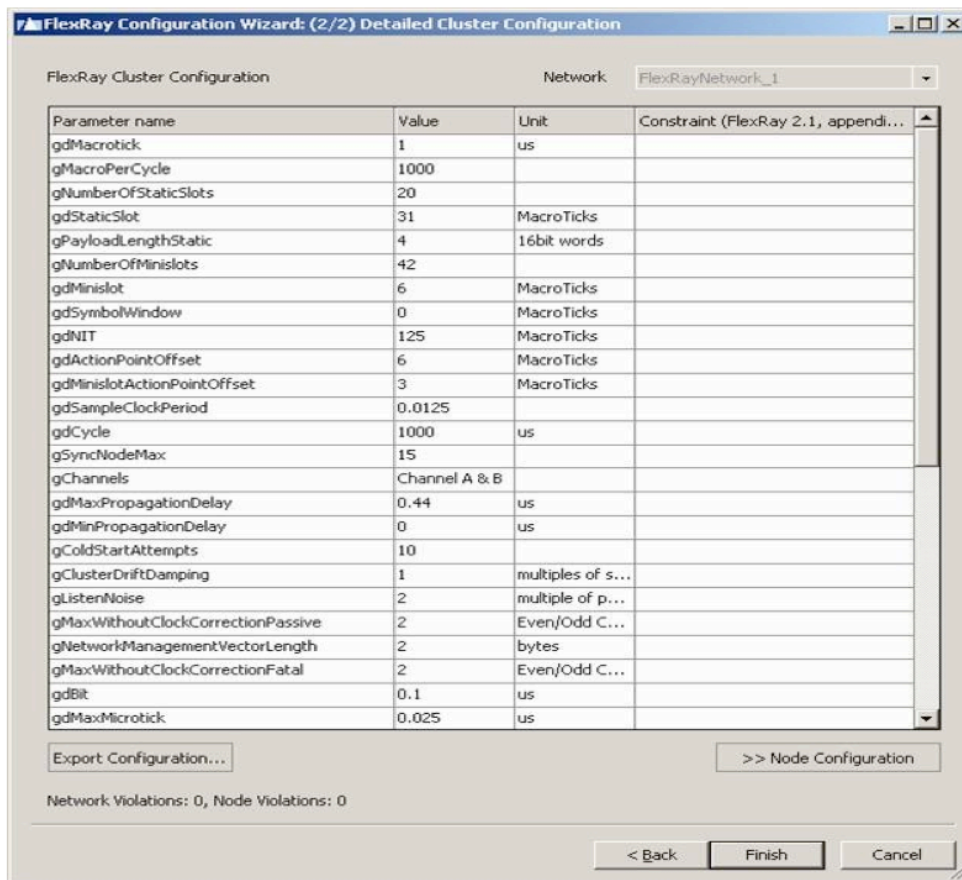 FlexRay Configuration Wizard: (2/2) Detailed Cluster Configuration
FlexRay Cluster Configuration Network FlexRayNetwork_1
Parameter name Value Unit Constraint (FlexRay 2.1, appendi...
gdMacrotick 1 us
gMacroPerCycle 1000
gNumberOfStaticSlots 20
gdStaticSlot 31 MacroTicks
gPayloadLengthStatic 4 16bit words
gNumberOfMinislots 42
gdMinislot 6 MacroTicks
gdSymbolWindow 0 MacroTicks
gdNIT 125 MacroTicks
gdActionPointOffset 6 MacroTicks
gdMinislotActionPointOffset 3 MacroTicks
gdSampleClockPeriod 0.0125
gdCycle 1000 us
gSyncNodeMax 15
gChannels Channel A & B
gdMaxPropagationDelay 0.44 us
gdMinPropagationDelay 0 us
gColdStartAttempts 10
gClusterDriftDamping 1 multiples of s...
gListenNoise 2 multiple of p...
gMaxWithoutClockCorrectionPassive 2 Even/Odd C...
gNetworkManagementVectorLength 2 bytes
gMaxWithoutClockCorrectionFatal 2 Even/Odd C...
gdBit 0.1 us
gdMaxMicrotick 0.025 us
Export Configuration... >> Node Configuration
Network Violations: 0, Node Violations: 0
< Back Finish Cancel